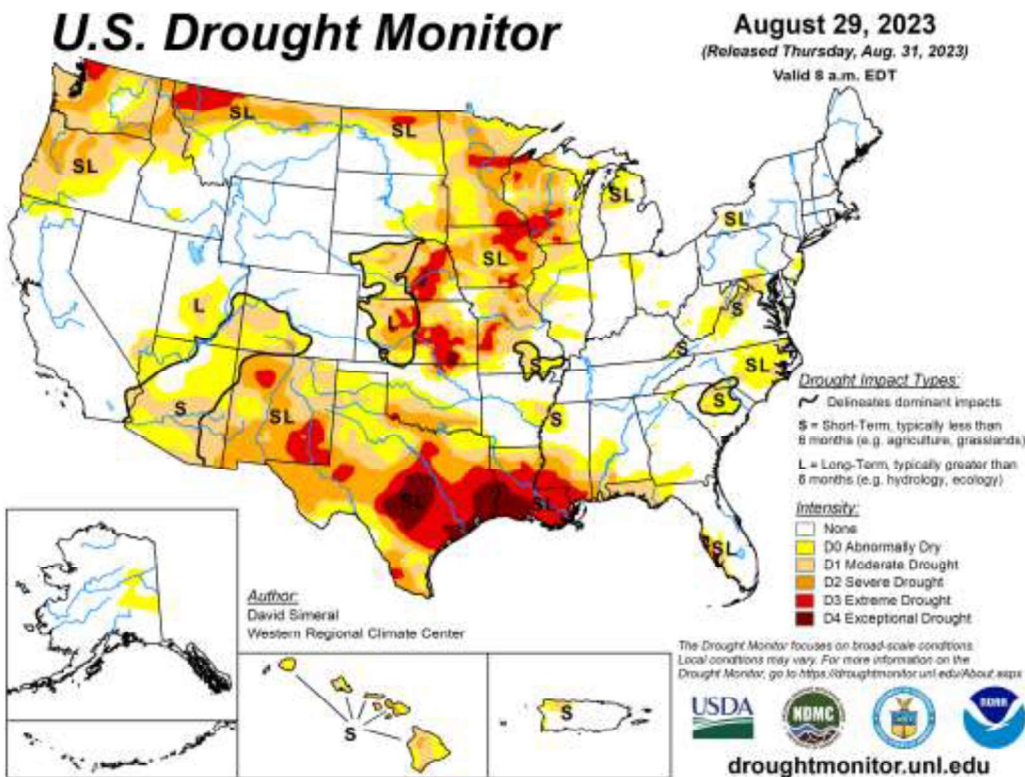 U.S. Drought Monitor
August 29, 2023
(Released Thursday, Aug. 31, 2023)
Valid 8 a.m. EDT
SL
SL
SL
SL
S
SL
SL
L
L
S
S
S
SL
S
SL
S
S
SL
SL
SL
Drought Impact Types:
Delineates dominant impacts
S = Short-Term, typically less than
6 months (e.g. agriculture, grasslands)
L = Long-Term, typically greater than
6 months (e.g. hydrology, ecology)
Intensity:
None
D0 Abnormally Dry
D1 Moderate Drought
D2 Severe Drought
D3 Extreme Drought
D4 Exceptional Drought
Author:
David Simeral
Western Regional Climate Center
S
S
The Drought Monitor focuses on broad-scale conditions.
Local conditions may vary. For more information on the
Drought Monitor, go to https://droughtmonitor.unl.edu/About.aspx
USDA
NDMC
NOAA
droughtmonitor.unl.edu